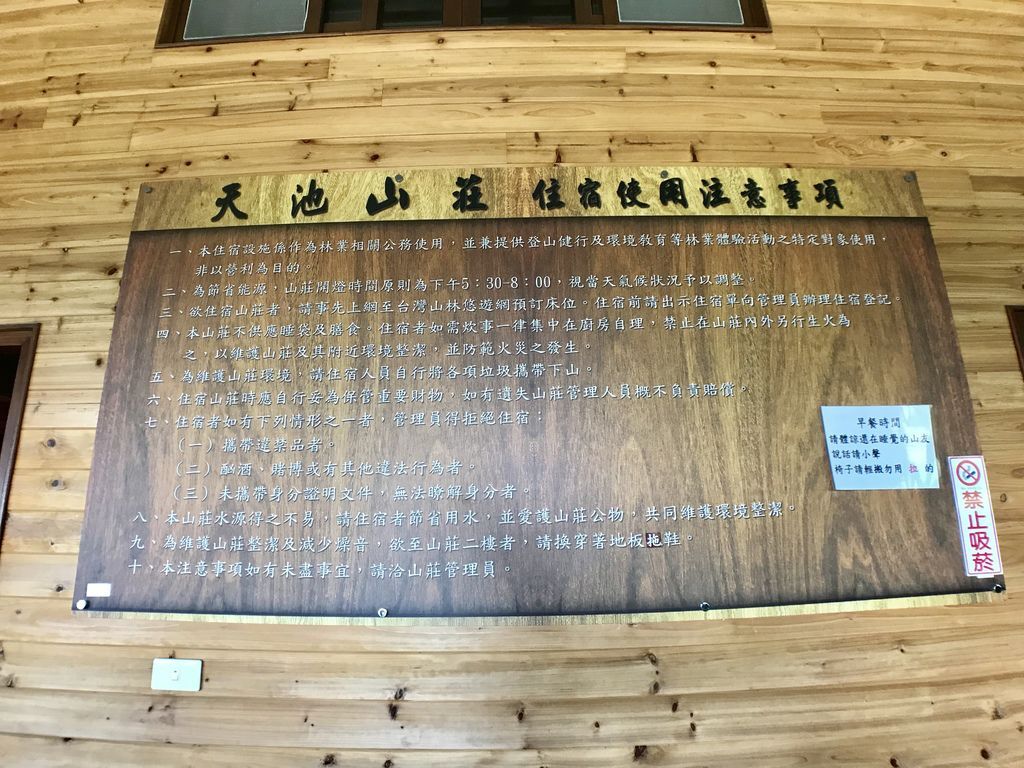 天池山莊 住宿使用注意事項
一、本住宿設施係作為林業相關公務使用，並兼提供登山健行及環境教育等林業體驗活動之特定對象使用，
非以營利為目的。
二、為節省能源，山莊開燈時間原則為下午5：30-8：00，視當天氣候狀況予以調整。
三、欲住宿山莊者，請事先上網至台灣山林悠遊網預訂床位。住宿前請出示住宿單向管理員辦理住宿登記。
四、本山莊不供應睡袋及膳食。住宿者如需炊事一律集中在廚房自理，禁止在山莊內外另行生火為
之，以維護山莊及其附近環境整潔，並防範火災之發生。
五、為維護山莊環境，請住宿人員自行將各項垃圾攜帶下山。
六、住宿山莊時應自行妥為保管重要財物，如有遺失山莊管理人員概不負責賠償。
七、住宿者如有下列情形之一者，管理員得拒絕住宿：
（一）攜帶違禁品者。
（二）酗酒、賭博或有其他違法行為者。
（三）未攜帶身分證明文件，無法瞭解身分者。
八、本山莊水源得之不易，請住宿者節省用水，並愛護山莊公物，共同維護環境整潔。
九、為維護山莊整潔及減少燥音，欲至山莊二樓者，請換穿著地板拖鞋。
十、本注意事項如有未盡事宜，請洽山莊管理員。
早餐時間
請體諒還在睡覺的山友
說話請小聲
椅子請輕搬勿用 拉 的
禁止吸菸